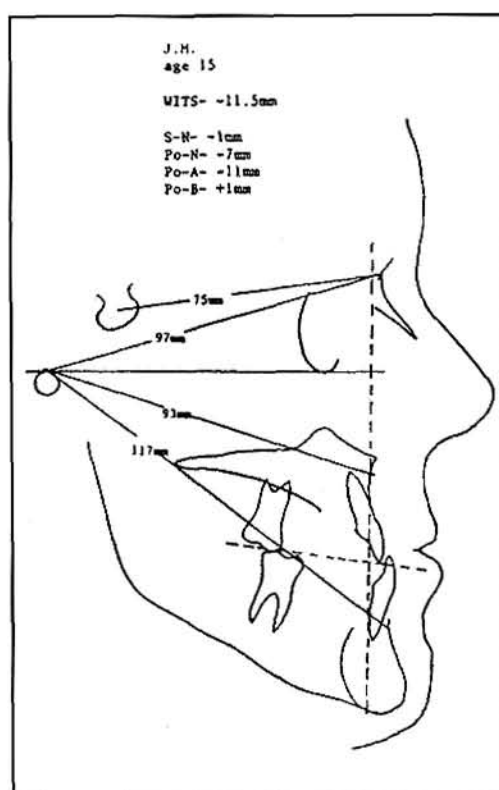 J.M.
age 15
WITS- -11.5mm
S-N- -1mm
Po-N- -7mm
Po-A- -11mm
Po-B- +1mm
75mm
97mm
93mm
117mm